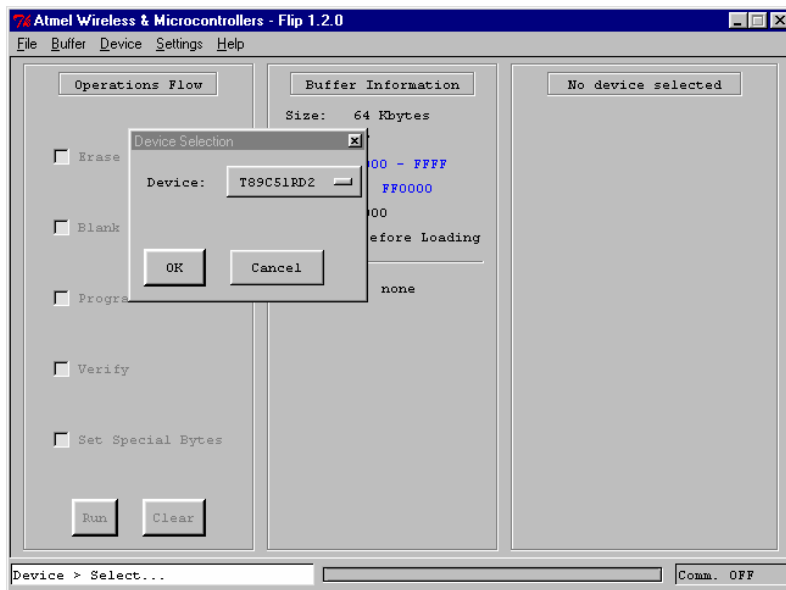 Atmel Wireless & Microcontrollers - Flip 1.2.0
File Buffer Device Settings Help
Operations Flow
Erase
Blank
Verify
Set Special Bytes
Run Clear
Buffer Information
Size: 64 Kbytes
00 - FFFF
FF0000
00
efore Loading
none
No device selected
Device Selection
Device: T89C51RD2
OK Cancel
Device > Select...
Comm. OFF